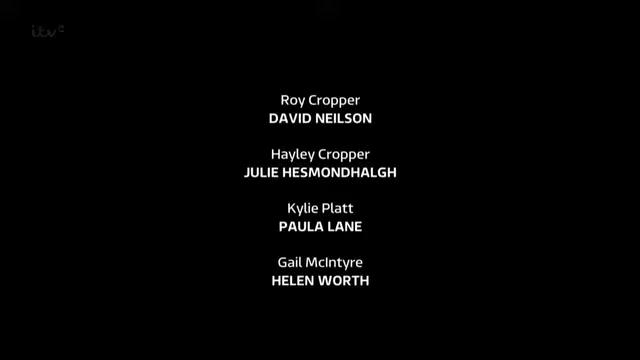 itv
Roy Cropper
DAVID NEILSON
Hayley Cropper
JULIE HESMONDHALGH
Kylie Platt
PAULA LANE
Gail McIntyre
HELEN WORTH